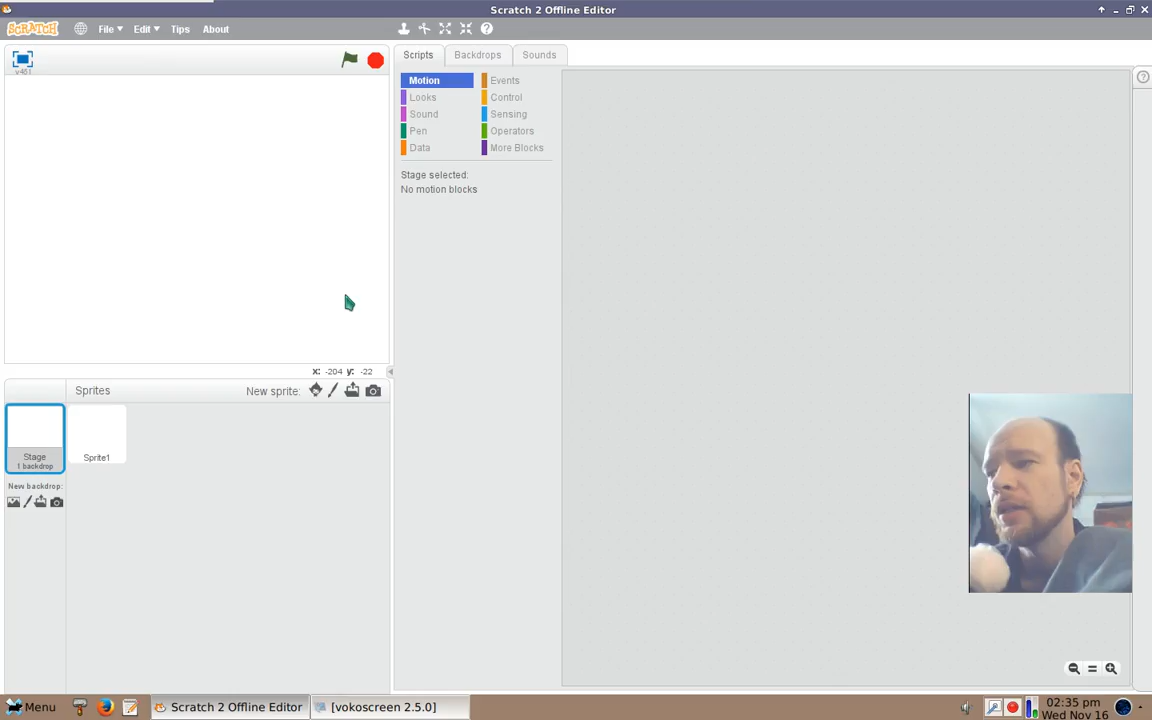 Scratch 2 Offline Editor
SCRATCH File Edit Tips About
v451
Scripts Backdrops Sounds
Motion Events
Looks Control
Sound Sensing
Pen Operators
Data More Blocks
Stage selected:
No motion blocks
x: -204 y: -22
Sprites New sprite:
Stage
1 backdrop
Sprite1
New backdrop:
Menu Scratch 2 Offline Editor [vokoscreen 2.5.0] 02:35 pm
Wed Nov 16